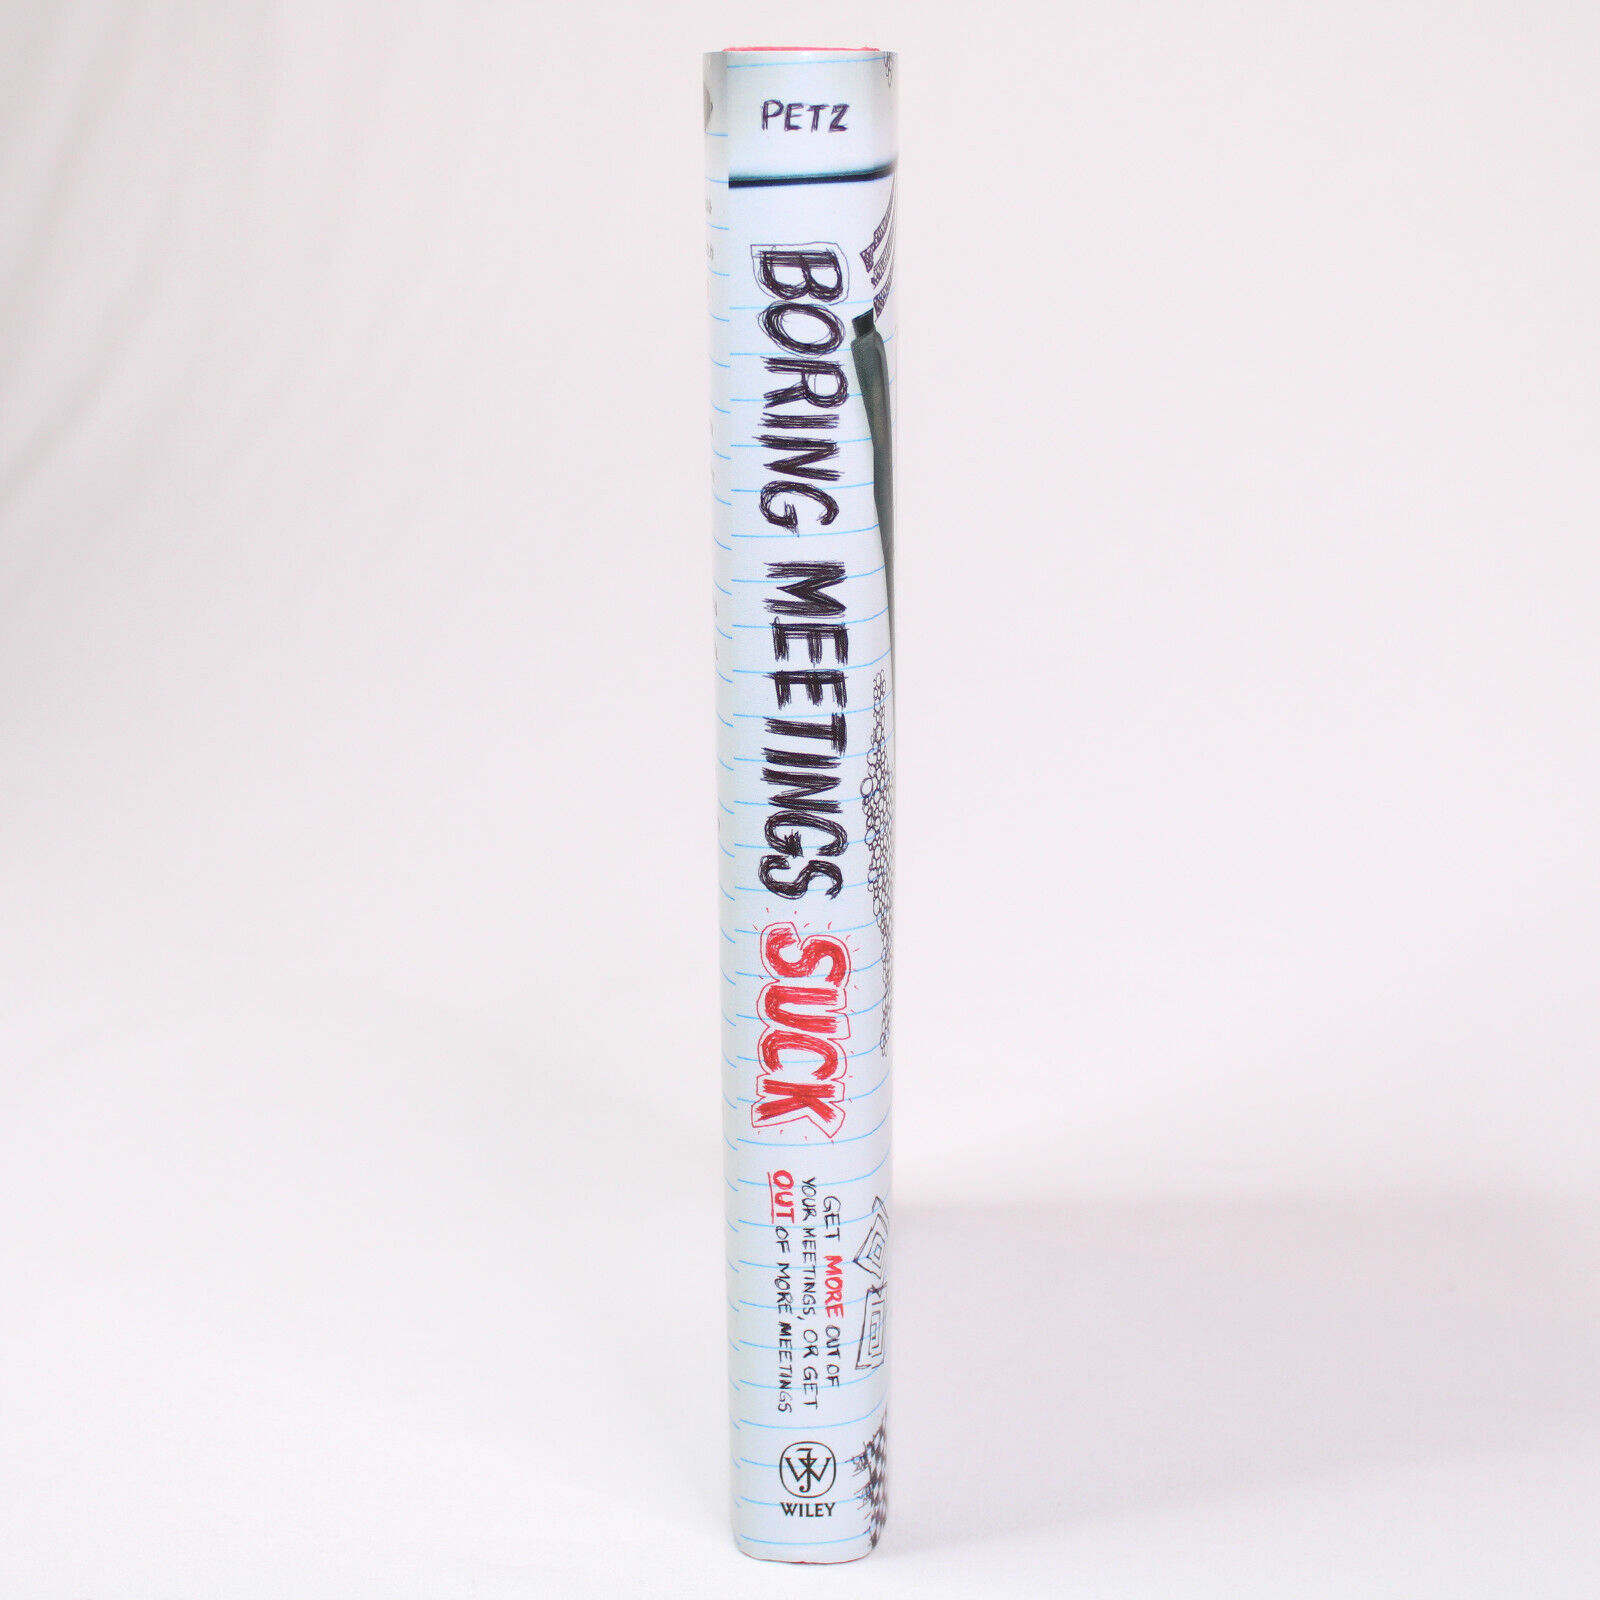 PETZ
BORING MEETINGS SUCK
GET MORE OUT OF
YOUR MEETINGS, OR GET
OUT OF MORE MEETINGS
WILEY